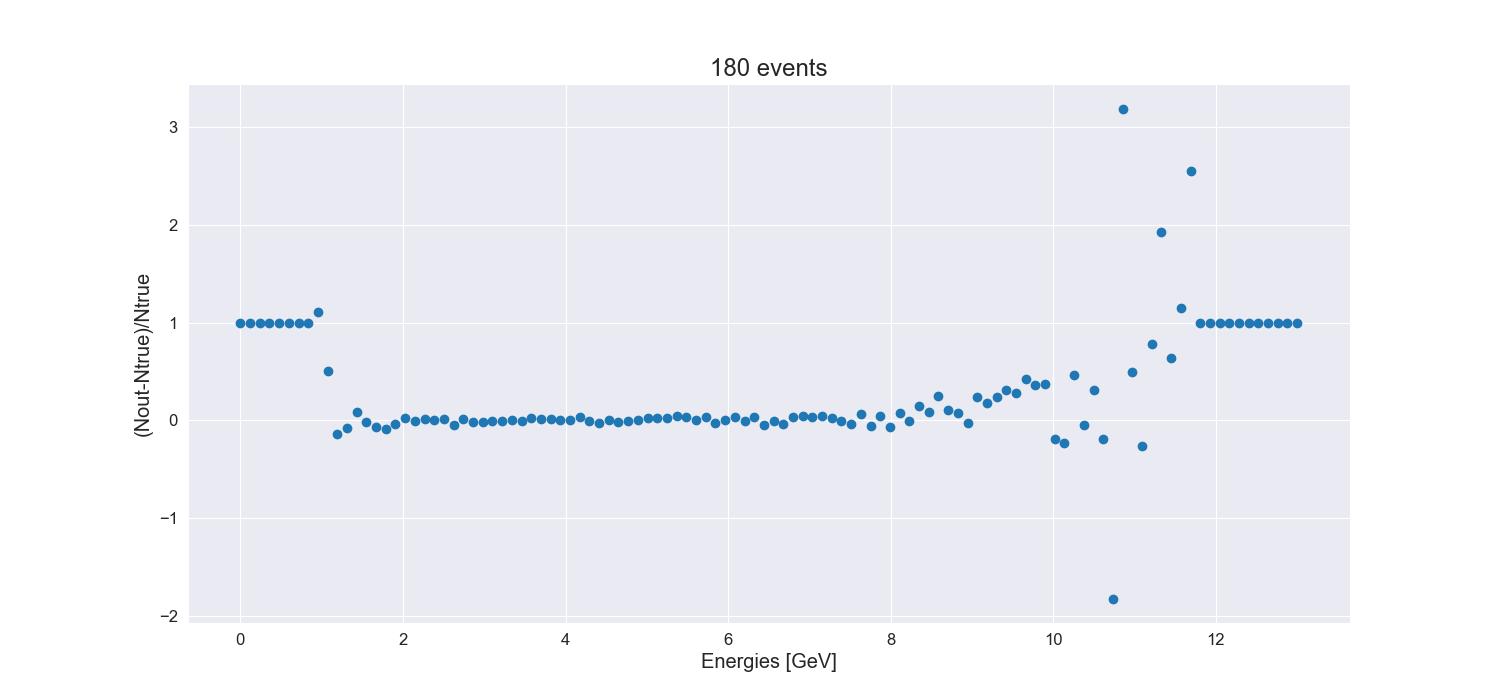 180 events
(Nout-Ntrue)/Ntrue
3
2
1
0
−1
−2
0 2 4 6 8 10 12
Energies [GeV]